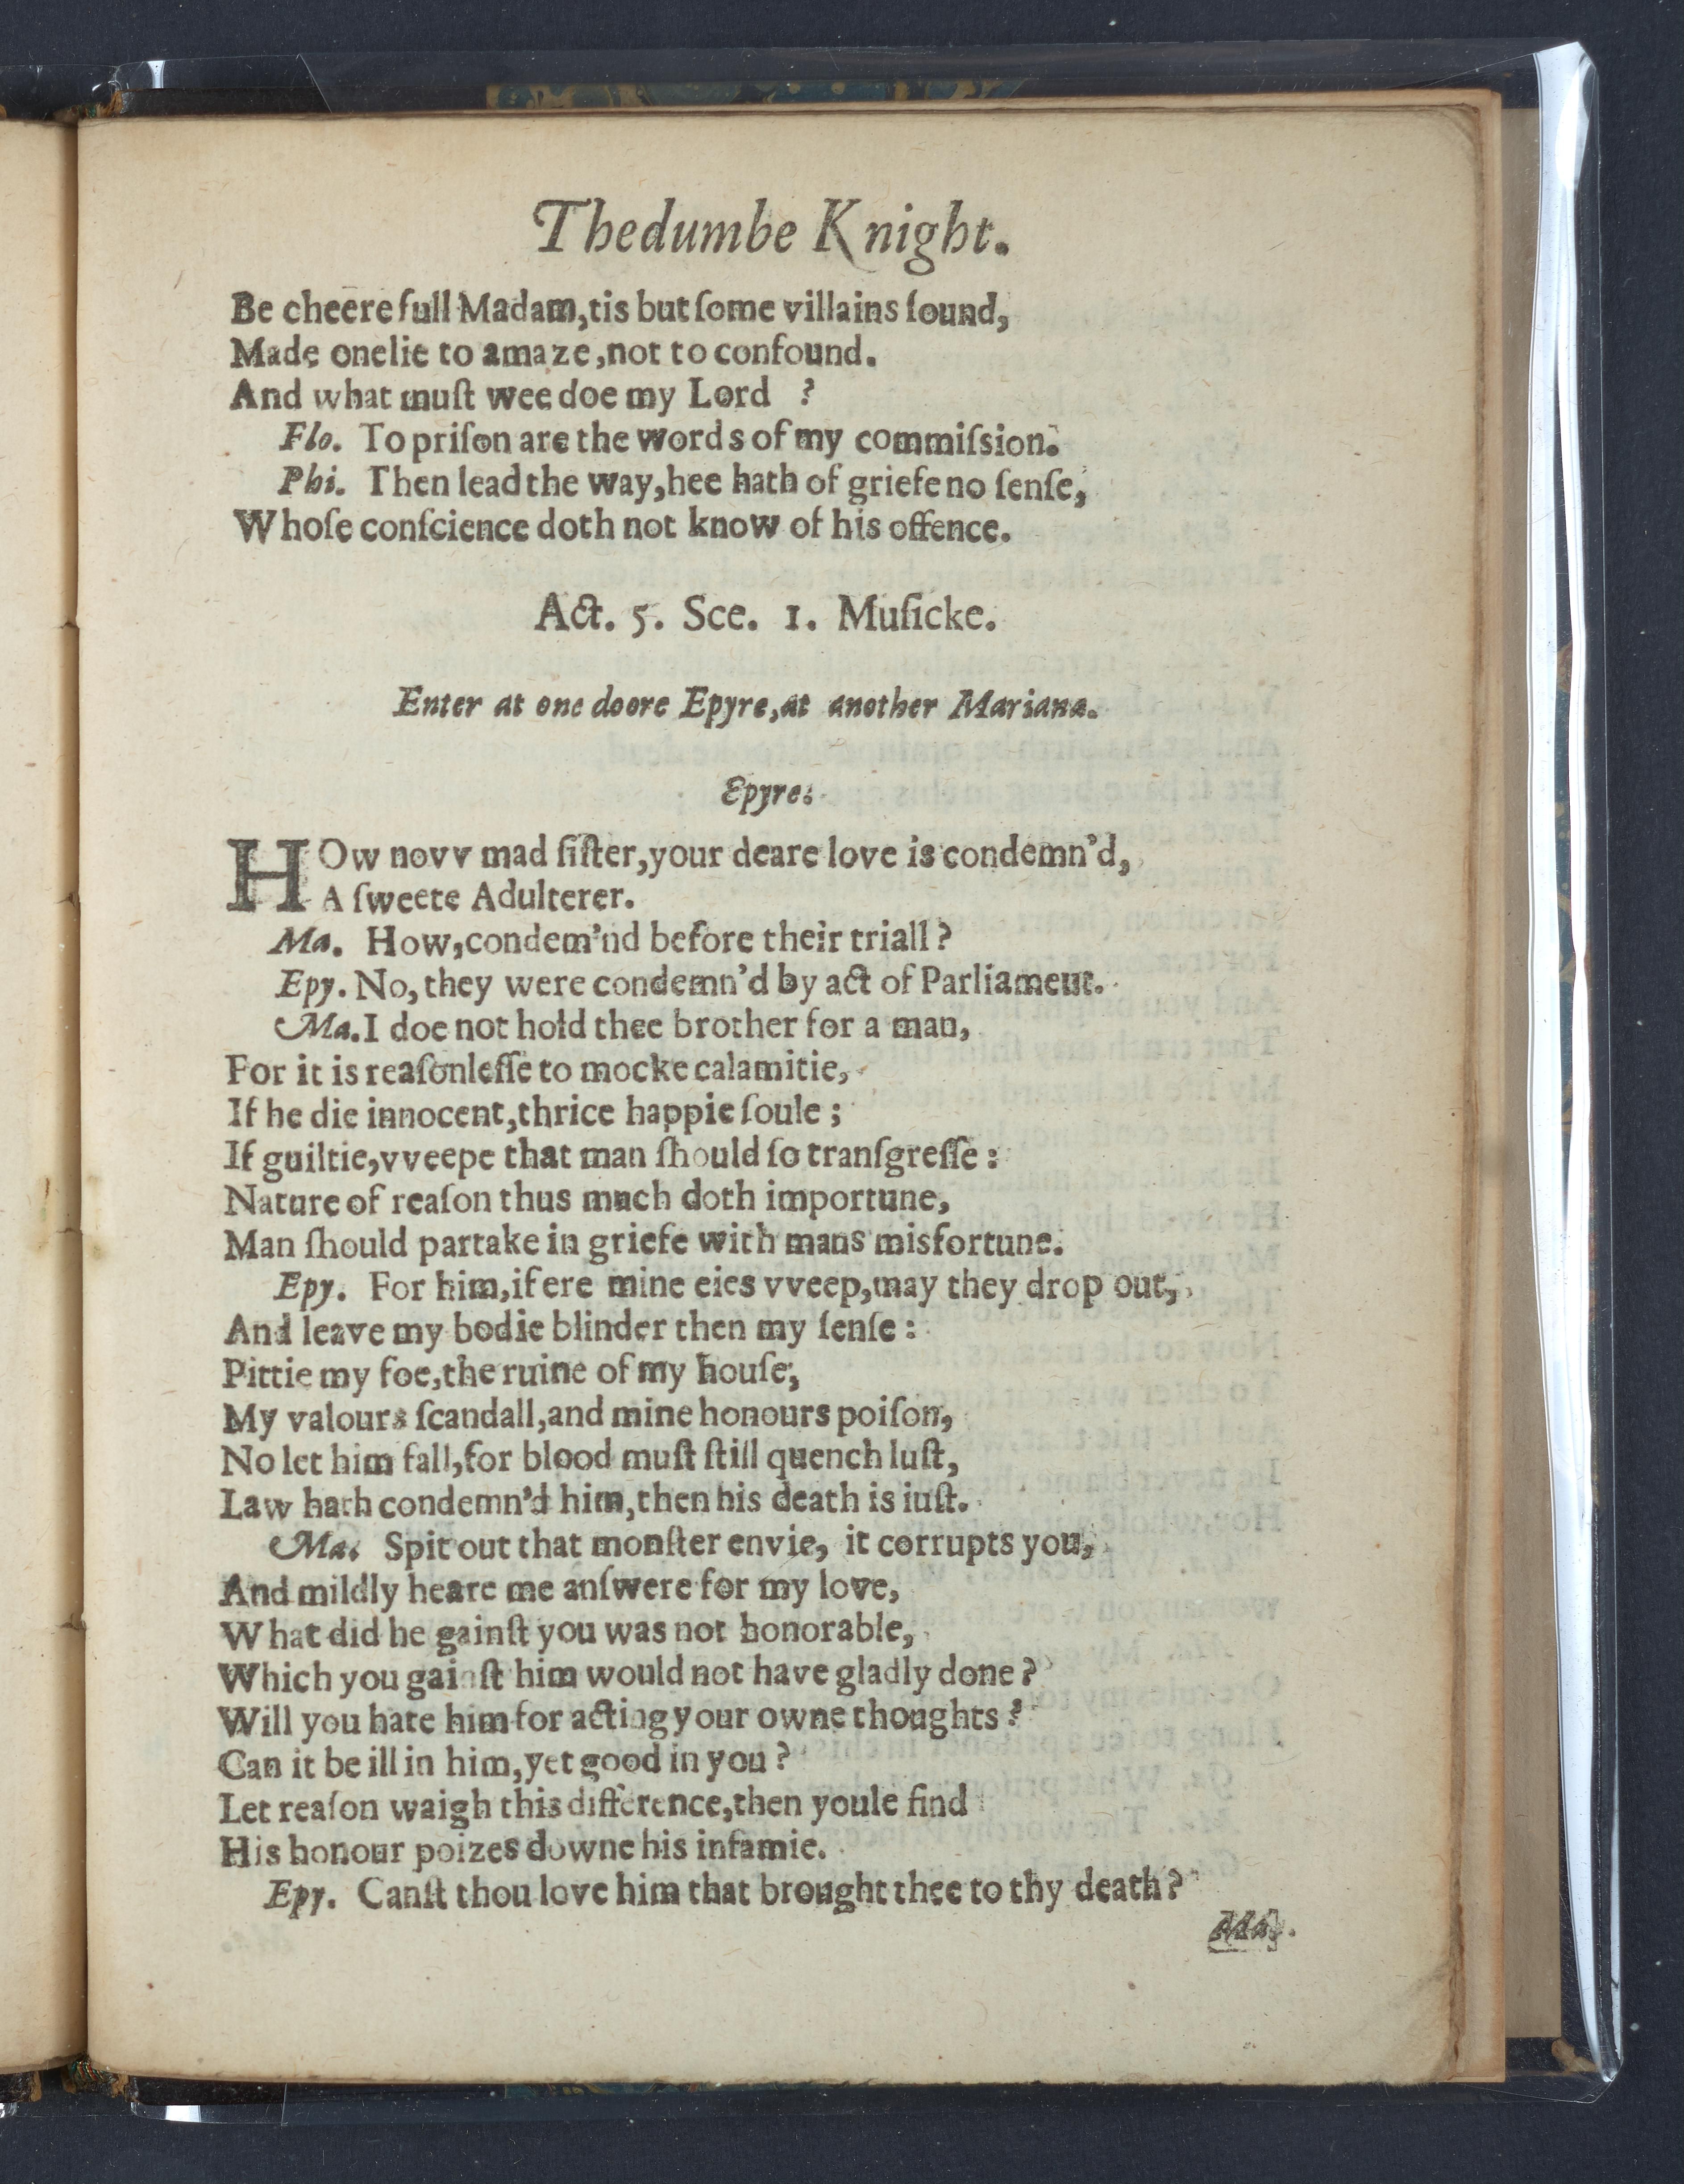 Thedumbe Knight.
Be cheerefull Madam,tis but ſome villains ſound,
Made onelie to amaze,not to confound.
And what muſt wee doe my Lord ?
Flo. To priſon are the words of my commiſsion.
Phi. Then lead the way,hee hath of griefe no ſenſe,
Whoſe conſcience doth not know of his offence.
Act. 5. Sce. 1. Muſicke.
Enter at one doore Epyre,at another Mariana.
Epyre:
HOw novv mad ſiſter,your deare love is condemn'd,
A ſweete Adulterer.
Ma. How,condem'nd before their triall?
Epy. No, they were condemn'd by act of Parliameut.
Ma. I doe not hold thee brother for a man,
For it is reaſonleſſe to mocke calamitie,
If he die innocent,thrice happie ſoule;
If guiltie,vveepe that man ſhould ſo tranſgreſſe:
Nature of reaſon thus much doth importune,
Man ſhould partake in griefe with mans misfortune.
Epy. For him,if ere mine eies vveep,may they drop out,
And leave my bodie blinder then my ſenſe:
Pittie my foe,the ruine of my houſe,
My valours ſcandall,and mine honours poiſon,
No let him fall,for blood muſt ſtill quench luſt,
Law hath condemn'd him,then his death is iuſt.
Ma. Spit out that monſter envie, it corrupts you,
And mildly heare me anſwere for my love,
What did he gainſt you was not honorable,
Which you gainſt him would not have gladly done?
Will you hate him for acting your owne thoughts?
Can it be ill in him,yet good in you?
Let reaſon waigh this difference,then youle find
His honour poizes downe his infamie.
Epy. Canſt thou love him that brought thee to thy death?
Ma.